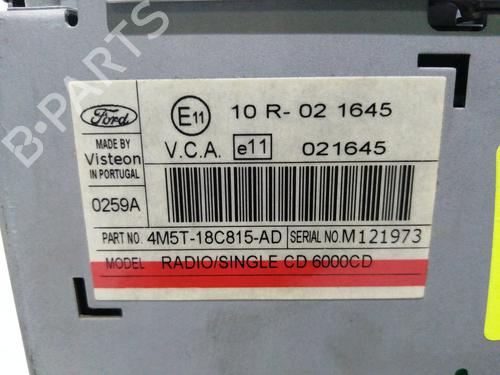 B-PARTS
Ford
E11
10 R- 02 1645
MADE BY
Visteon
IN PORTUGAL
V.C.A.
e11
021645
0259A
PART NO. 4M5T-18C815-AD
SERIAL NO. M121973
MODEL RADIO/SINGLE CD 6000CD